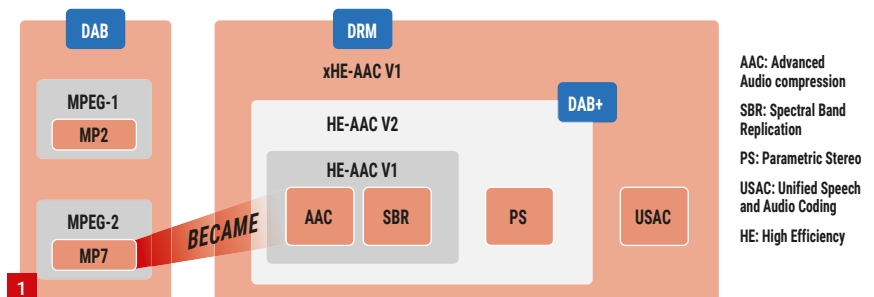 DAB
MPEG-1
MP2
MPEG-2
MP7
BECAME
DRM
xHE-AAC V1
DAB+
HE-AAC V2
HE-AAC V1
AAC
SBR
PS
USAC
AAC: Advanced
Audio compression
SBR: Spectral Band
Replication
PS: Parametric Stereo
USAC: Unified Speech
and Audio Coding
HE: High Efficiency
1